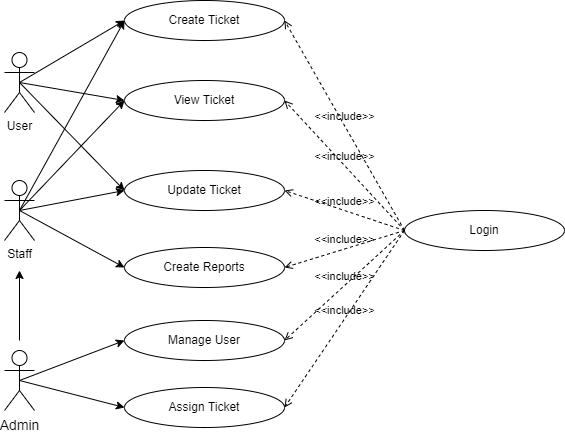 Create Ticket
View Ticket
<<include>>
User
<<include>>
Update Ticket
<<include>>
Login
<<include>>
Staff
Create Reports
<<include>>
<<include>>
Manage User
Assign Ticket
Admin